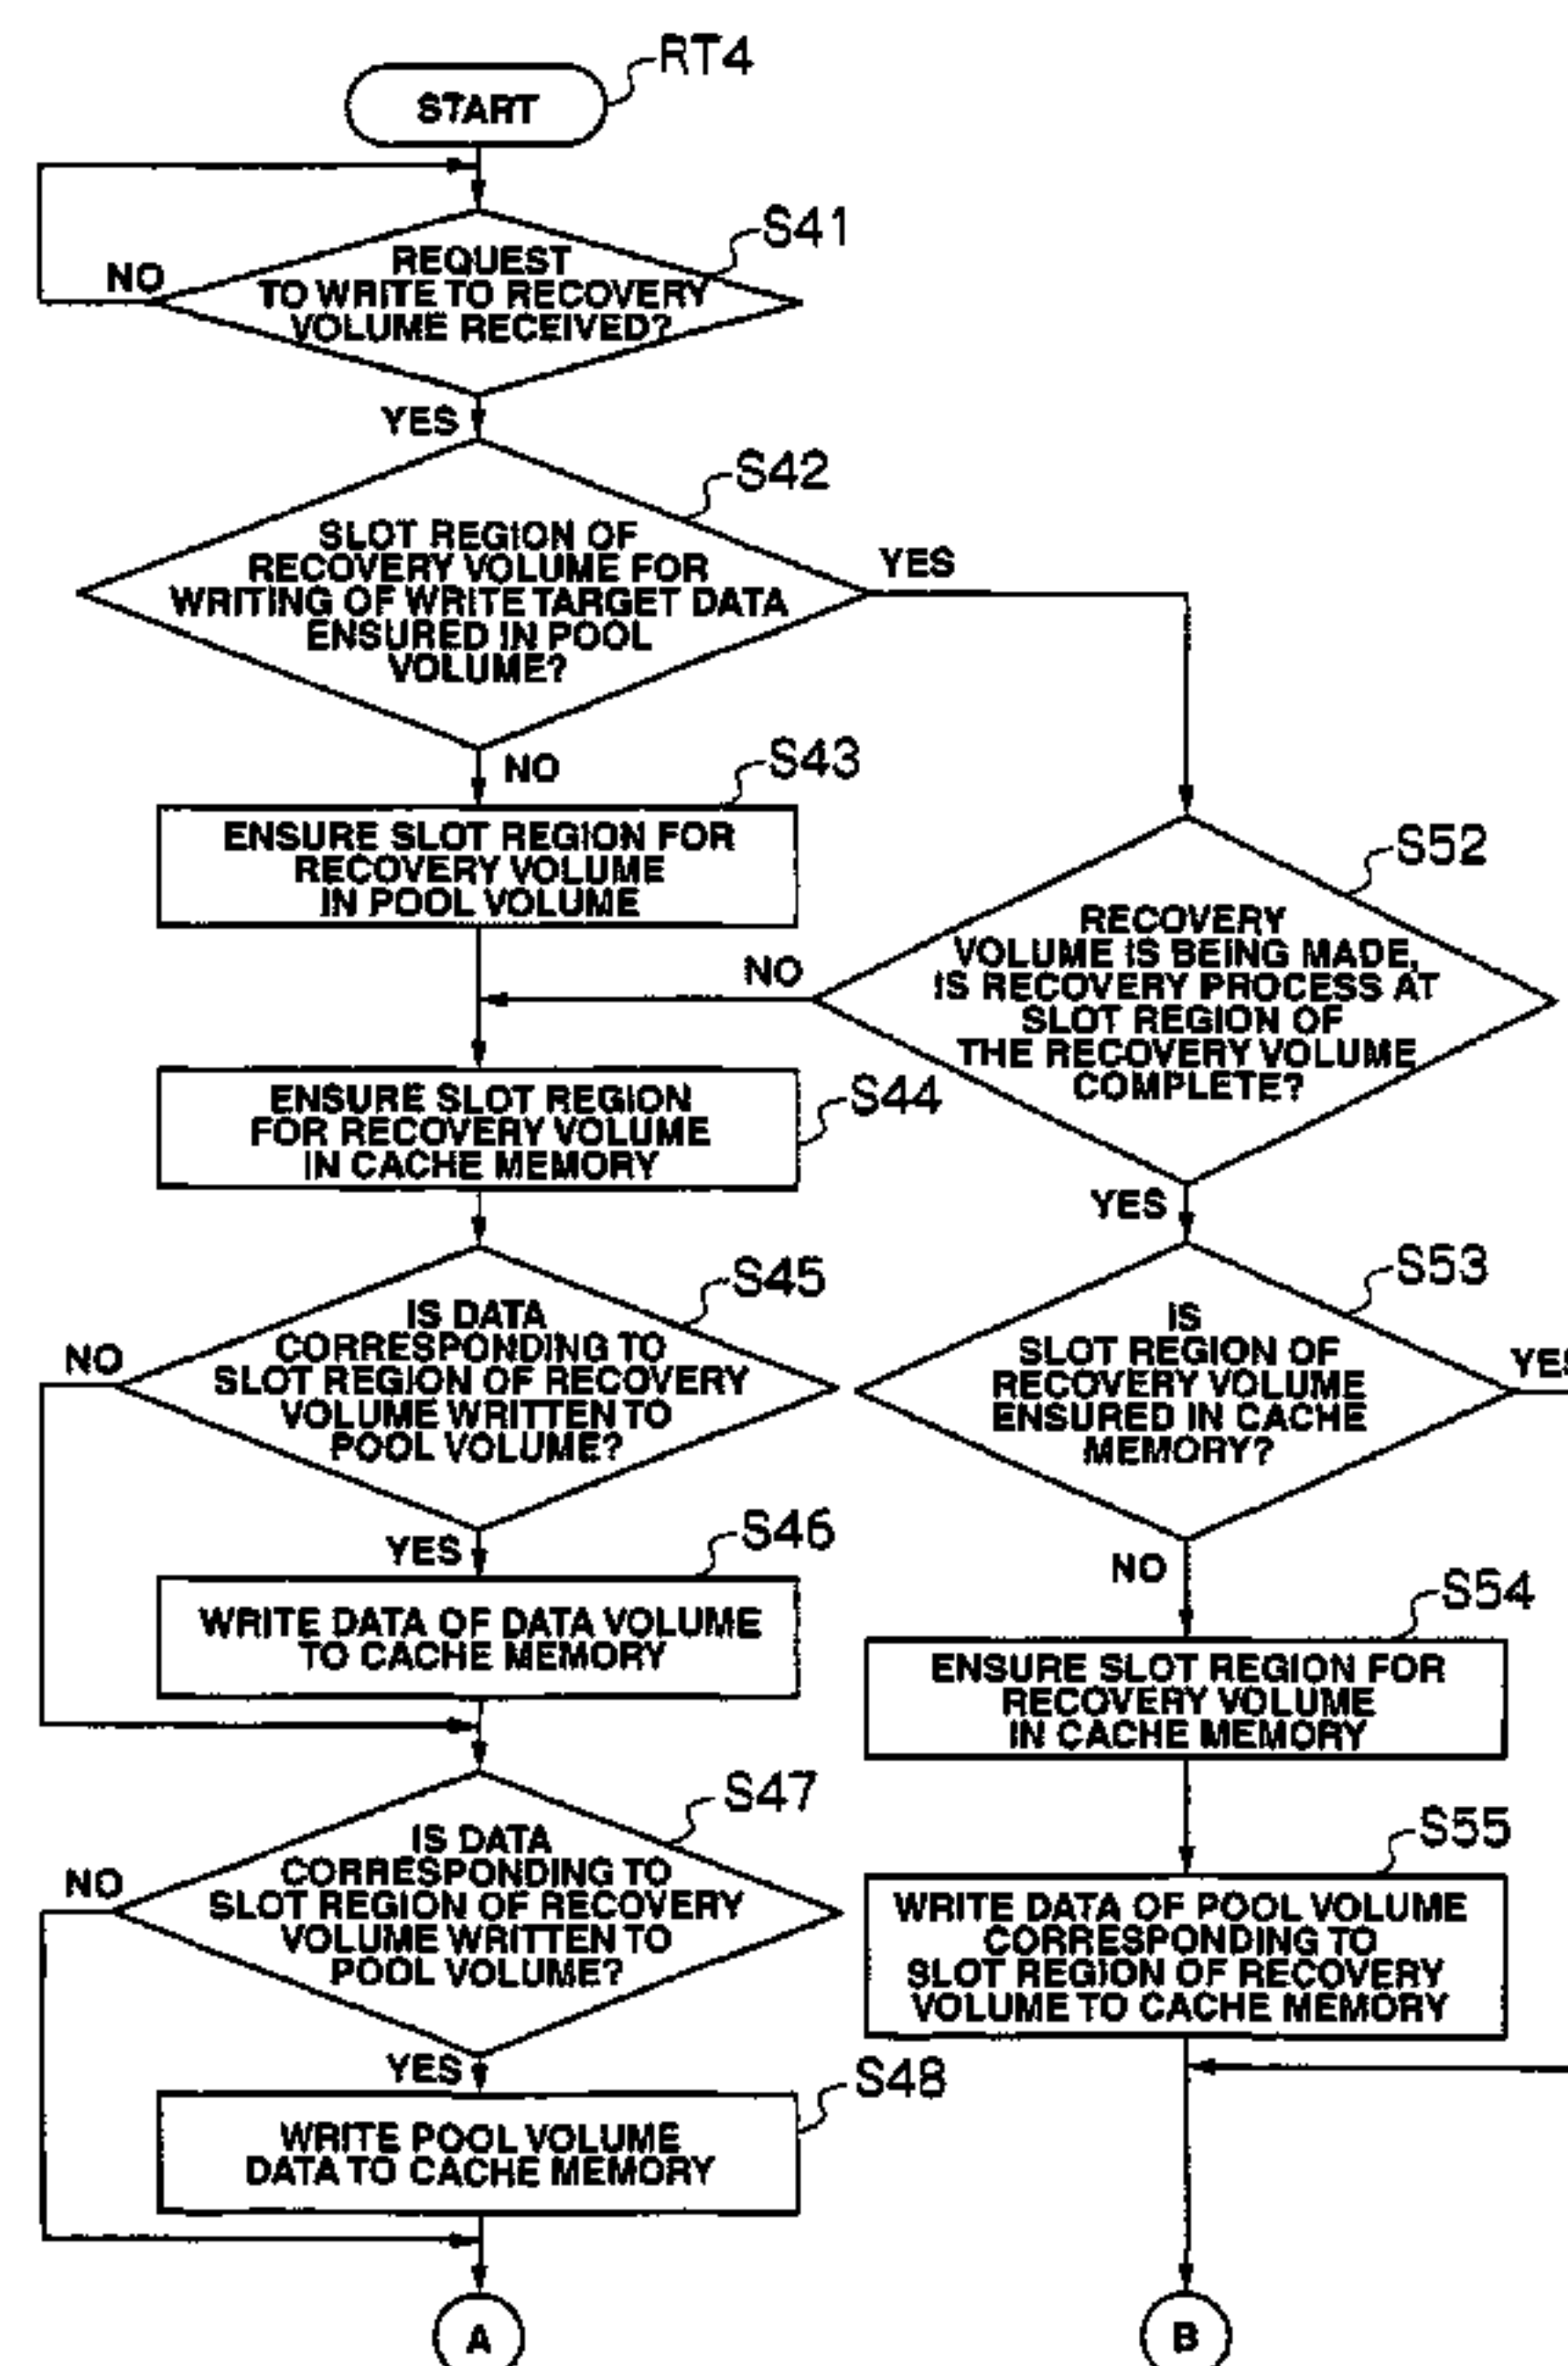 RT4
START
S41
REQUEST
TO WRITE TO RECOVERY
VOLUME RECEIVED?
NO
YES
S42
SLOT REGION OF
RECOVERY VOLUME FOR
WRITING OF WRITE TARGET DATA
ENSURED IN POOL
VOLUME?
YES
NO
S43
ENSURE SLOT REGION FOR
RECOVERY VOLUME
IN POOL VOLUME
S52
RECOVERY
VOLUME IS BEING MADE,
IS RECOVERY PROCESS AT
SLOT REGION OF
THE RECOVERY VOLUME
COMPLETE?
NO
YES
S44
ENSURE SLOT REGION
FOR RECOVERY VOLUME
IN CACHE MEMORY
S45
IS DATA
CORRESPONDING TO
SLOT REGION OF RECOVERY
VOLUME WRITTEN TO
POOL VOLUME?
NO
YES
S53
IS
SLOT REGION OF
RECOVERY VOLUME
ENSURED IN CACHE
MEMORY?
YES
NO
S46
WRITE DATA OF DATA VOLUME
TO CACHE MEMORY
S54
ENSURE SLOT REGION FOR
RECOVERY VOLUME
IN CACHE MEMORY
S47
IS DATA
CORRESPONDING TO
SLOT REGION OF RECOVERY
VOLUME WRITTEN TO
POOL VOLUME?
NO
YES
S55
WRITE DATA OF POOL VOLUME
CORRESPONDING TO
SLOT REGION OF RECOVERY
VOLUME TO CACHE MEMORY
S48
WRITE POOL VOLUME
DATA TO CACHE MEMORY
A
B